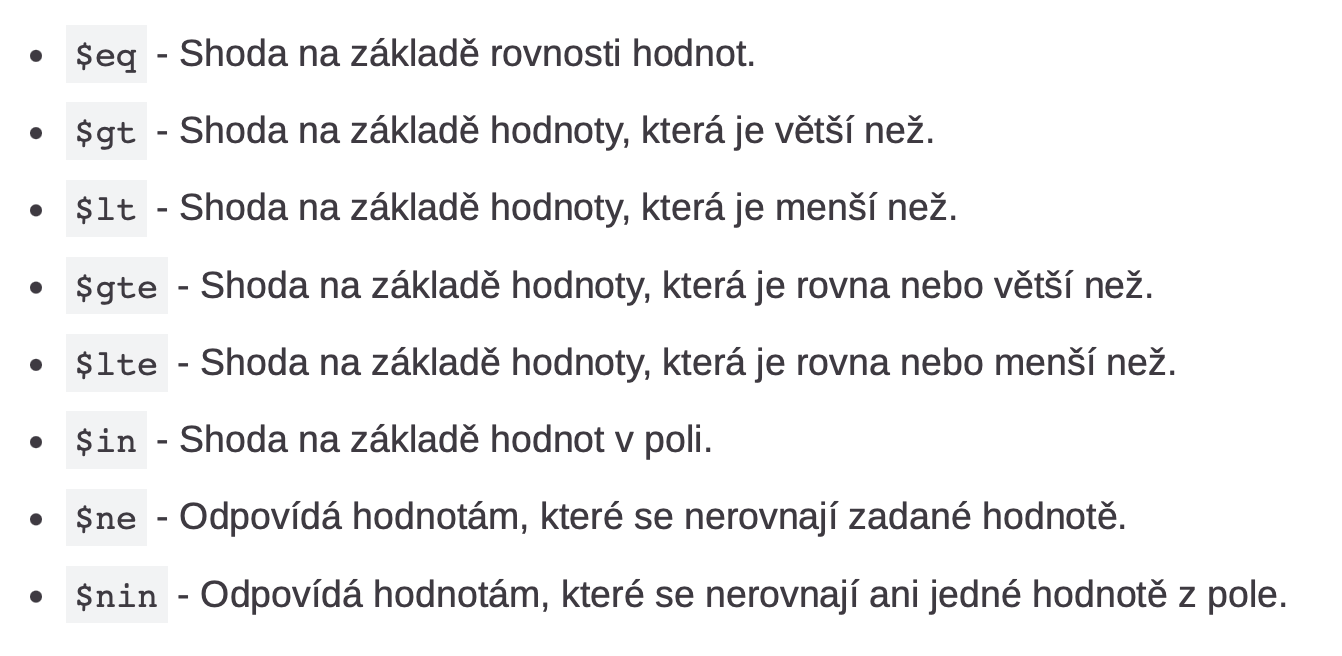 • $eq - Shoda na základě rovnosti hodnot.
• $gt - Shoda na základě hodnoty, která je větší než.
• $lt - Shoda na základě hodnoty, která je menší než.
• $gte - Shoda na základě hodnoty, která je rovna nebo větší než.
• $lte - Shoda na základě hodnoty, která je rovna nebo menší než.
• $in - Shoda na základě hodnot v poli.
• $ne - Odpovídá hodnotám, které se nerovnají zadané hodnotě.
• $nin - Odpovídá hodnotám, které se nerovnají ani jedné hodnotě z pole.